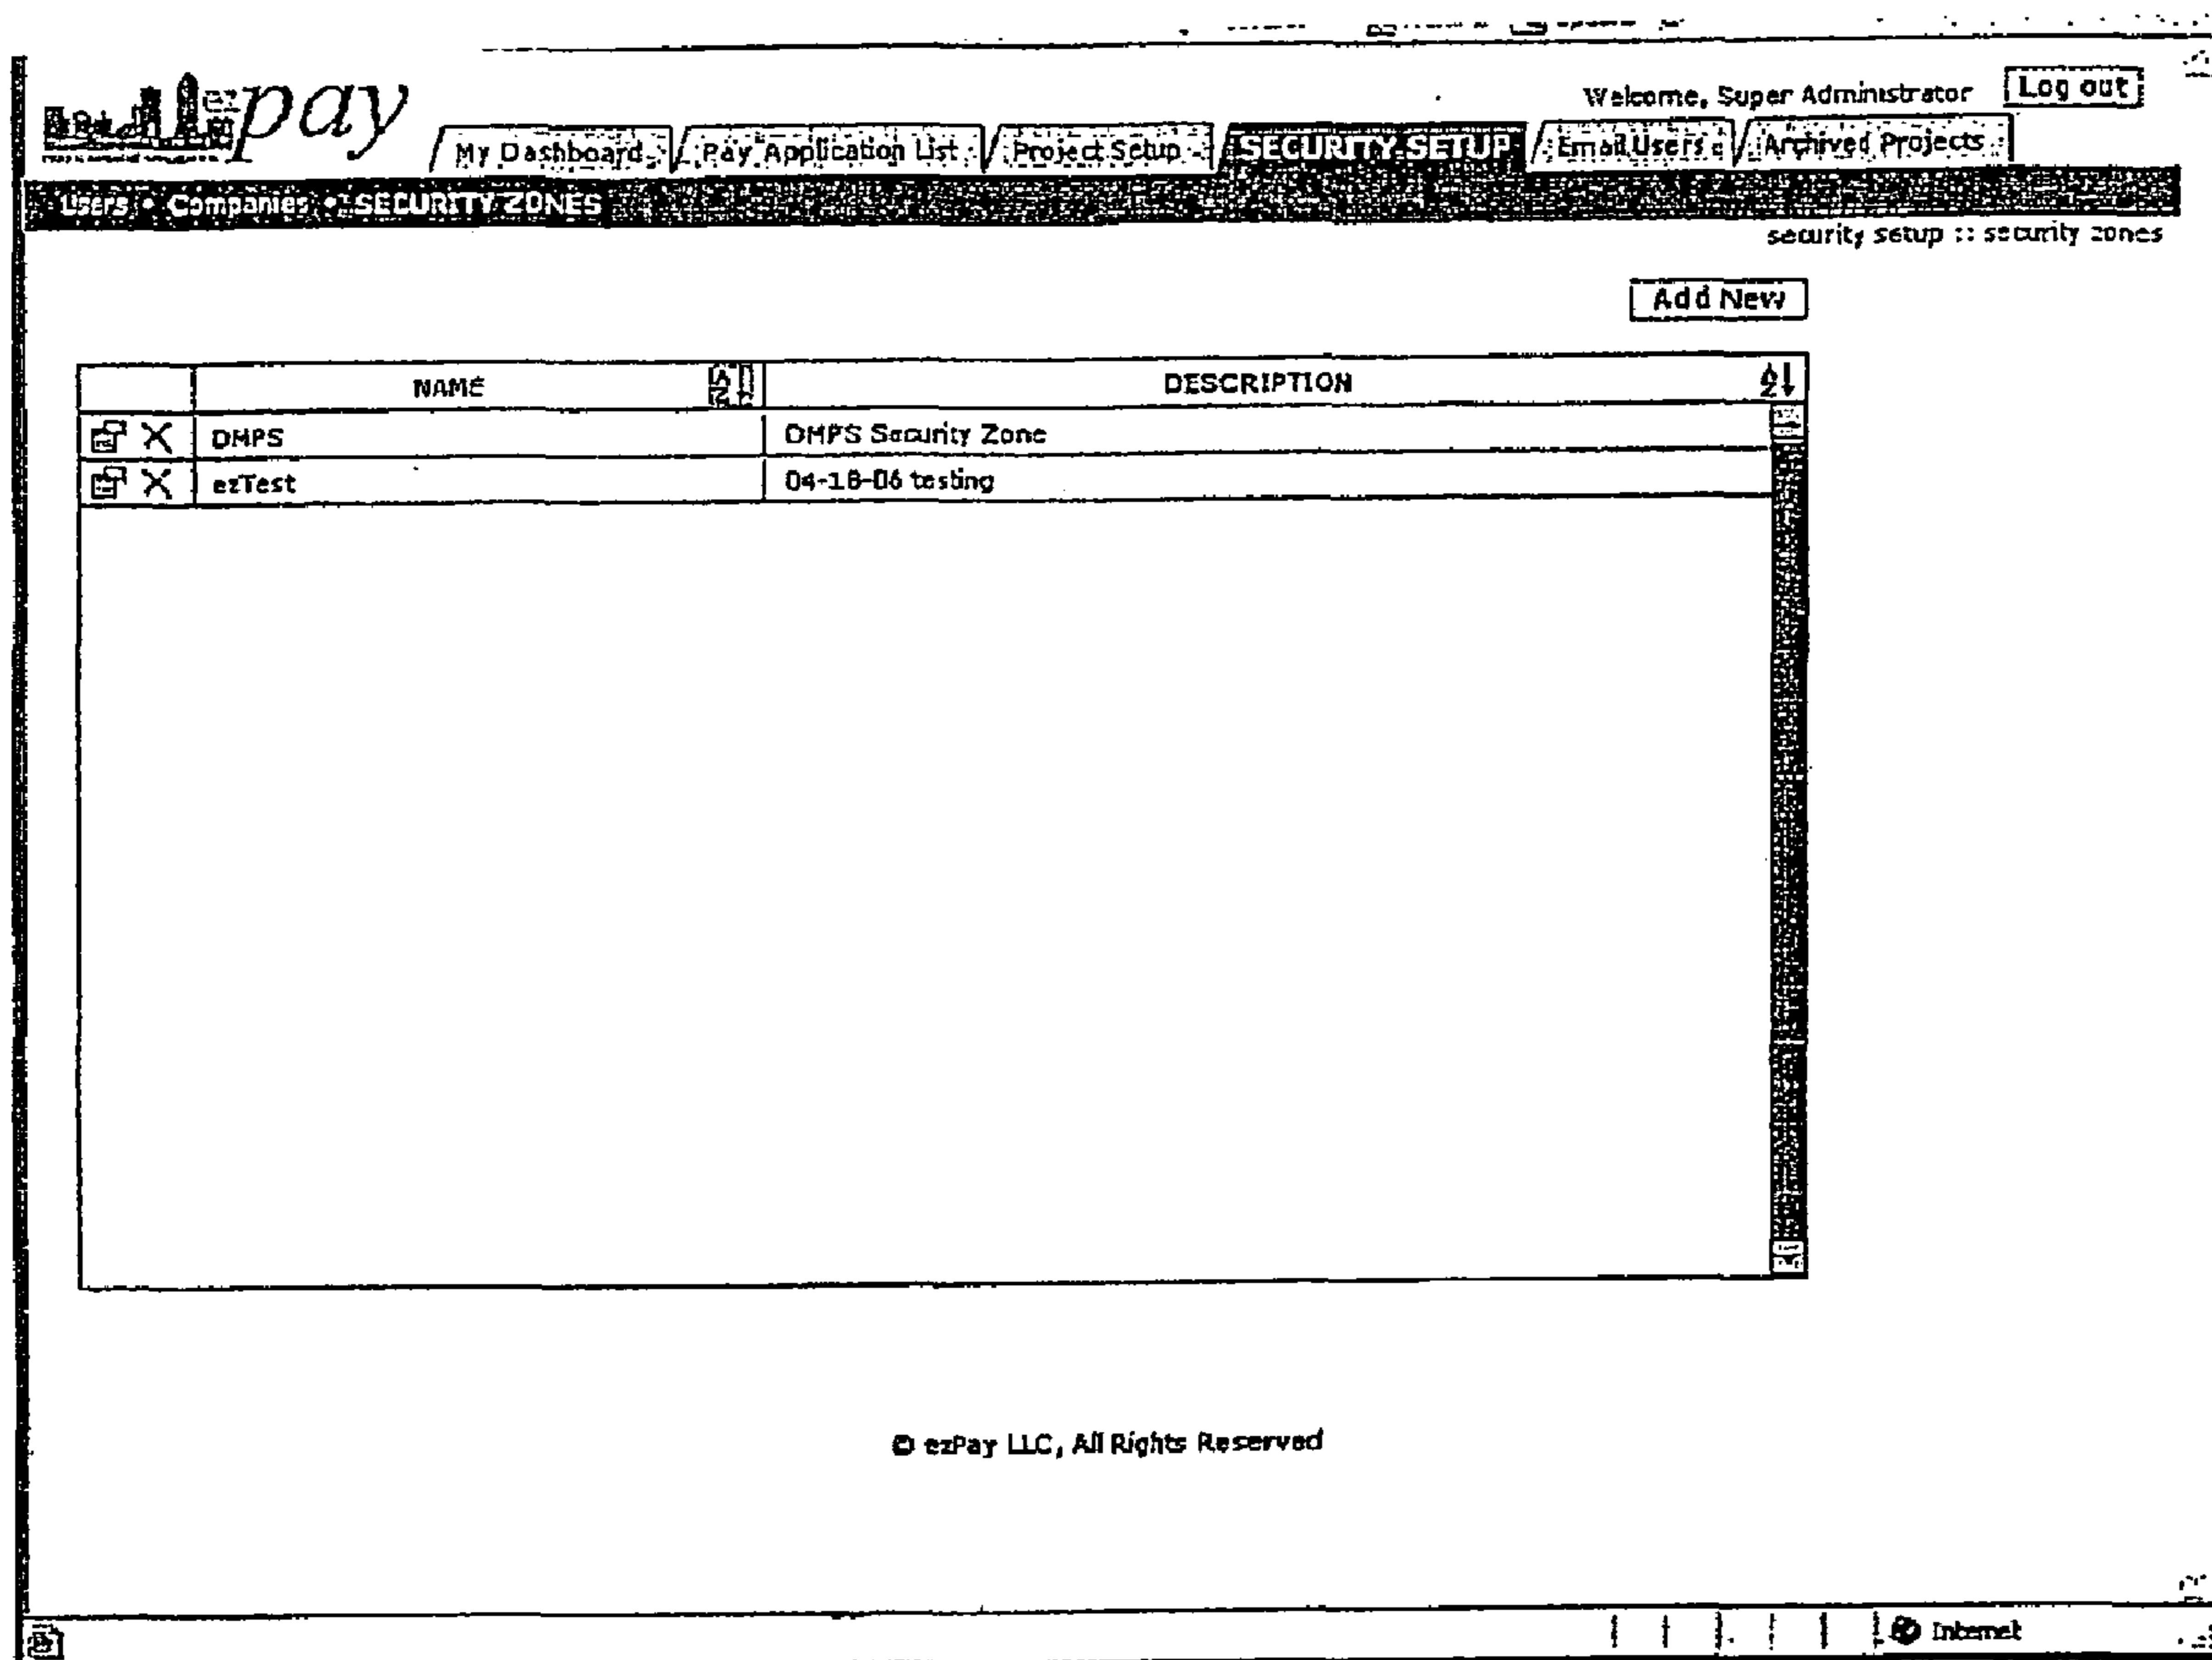 ez pay
Welcome, Super Administrator Log out
My Dashboard Pay Application List Project Setup SECURITY SETUP Email Users Archived Projects
Users • Companies • SECURITY ZONES
security setup :: security zones
Add New
NAME DESCRIPTION
DMPS DMPS Security Zone
ezTest 04-18-06 testing
© ezPay LLC, All Rights Reserved
Internet